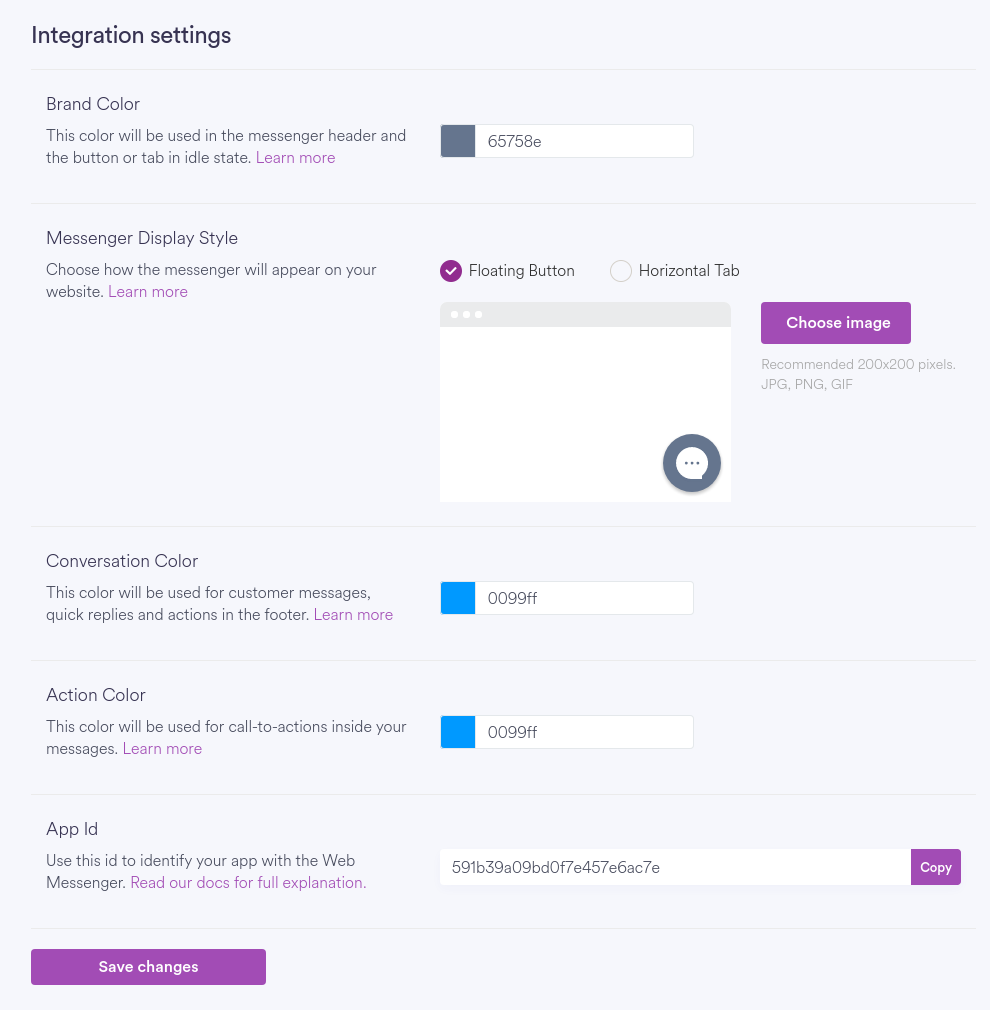 Integration settings
Brand Color
This color will be used in the messenger header and
the button or tab in idle state. Learn more
65758e
Messenger Display Style
Choose how the messenger will appear on your
website. Learn more
Floating Button
Horizontal Tab
Choose image
Recommended 200x200 pixels.
JPG, PNG, GIF
Conversation Color
This color will be used for customer messages,
quick replies and actions in the footer. Learn more
0099ff
Action Color
This color will be used for call-to-actions inside your
messages. Learn more
0099ff
App Id
Use this id to identify your app with the Web
Messenger. Read our docs for full explanation.
591b39a09bd0f7e457e6ac7e
Copy
Save changes